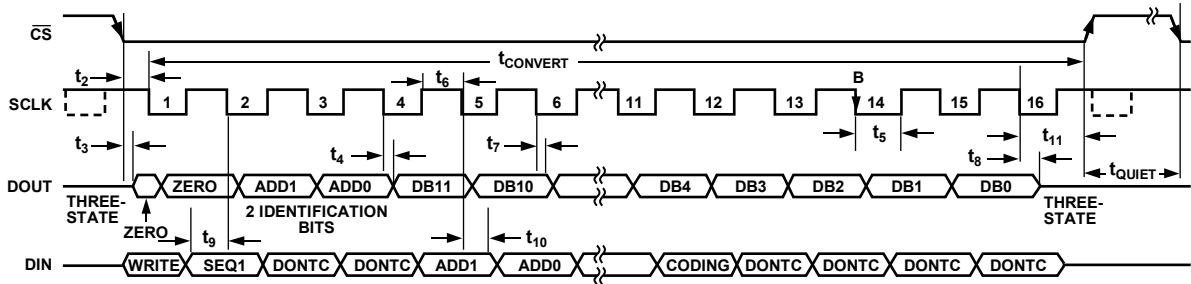 CS
t2
tCONVERT
t6
B
SCLK
1 2 3 4 5 6 11 12 13 14 15 16
t3
t4
t7
t5
t8
t11
DOUT
ZERO ADD1 ADD0 DB11 DB10 DB4 DB3 DB2 DB1 DB0
tQUIET
THREE-
STATE
ZERO
2 IDENTIFICATION
BITS
THREE-
STATE
t9
t10
DIN
WRITE SEQ1 DONTC DONTC ADD1 ADD0 CODING DONTC DONTC DONTC DONTC